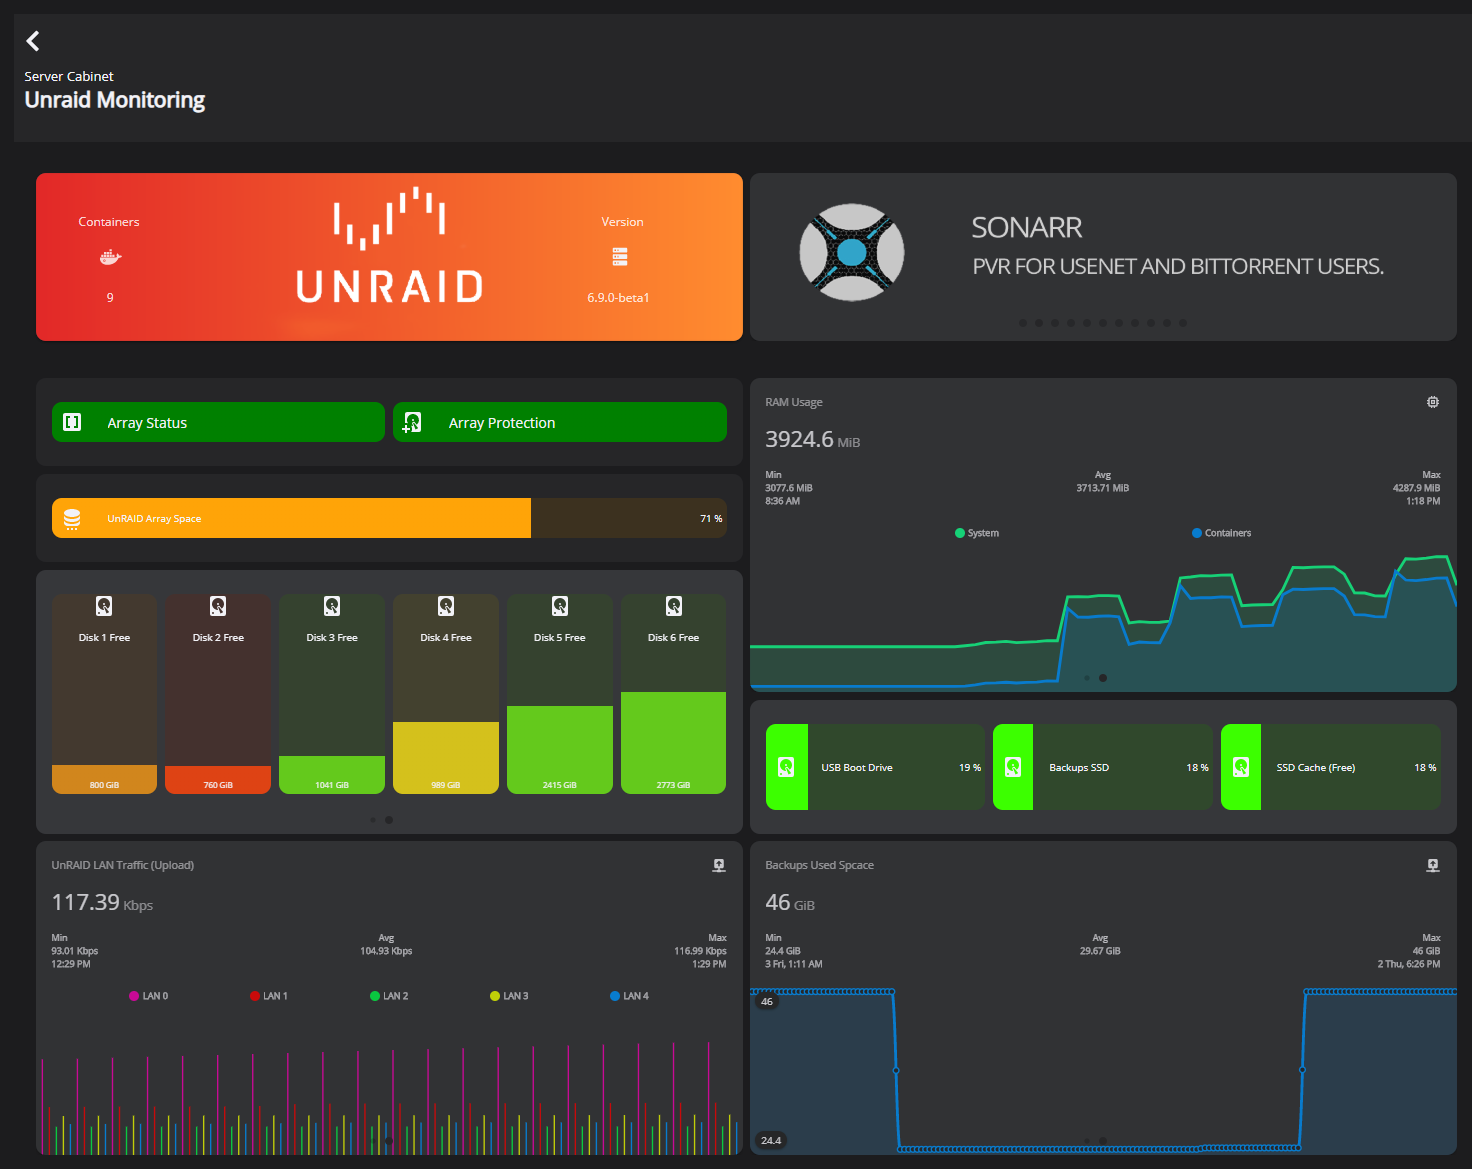 Server Cabinet
Unraid Monitoring
Containers
9
UNRAID
Version
6.9.0-beta1
SONARR
PVR FOR USENET AND BITTORRENT USERS.
Array Status
Array Protection
UnRAID Array Space
71 %
Disk 1 Free
Disk 2 Free
Disk 3 Free
Disk 4 Free
Disk 5 Free
Disk 6 Free
800 GiB
760 GiB
1041 GiB
989 GiB
2415 GiB
2773 GiB
RAM Usage
3924.6 MiB
Min
3077.6 MiB
8:36 AM
Avg
3713.71 MiB
Max
4287.9 MiB
1:18 PM
System
Containers
USB Boot Drive
19 %
Backups SSD
18 %
SSD Cache (Free)
18 %
UnRAID LAN Traffic (Upload)
117.39 Kbps
Min
93.01 Kbps
12:29 PM
Avg
104.93 Kbps
Max
116.99 Kbps
1:29 PM
LAN 0
LAN 1
LAN 2
LAN 3
LAN 4
Backups Used Spcace
46 GiB
Min
24.4 GiB
3 Fri, 1:11 AM
Avg
29.67 GiB
Max
46 GiB
2 Thu, 6:26 PM
46
24.4